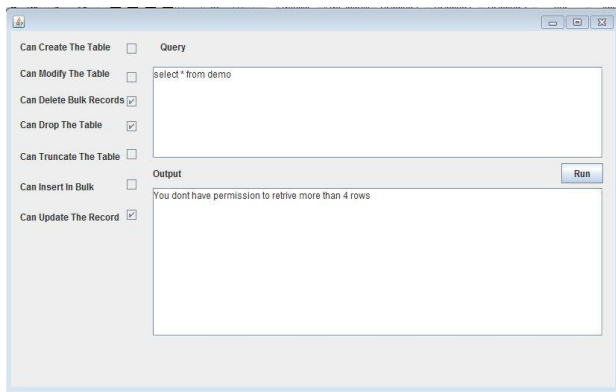 Can Create The Table
Query
Can Modify The Table
select * from demo
Can Delete Bulk Records
Can Drop The Table
Can Truncate The Table
Output
Run
Can Insert In Bulk
You dont have permission to retrive more than 4 rows
Can Update The Record